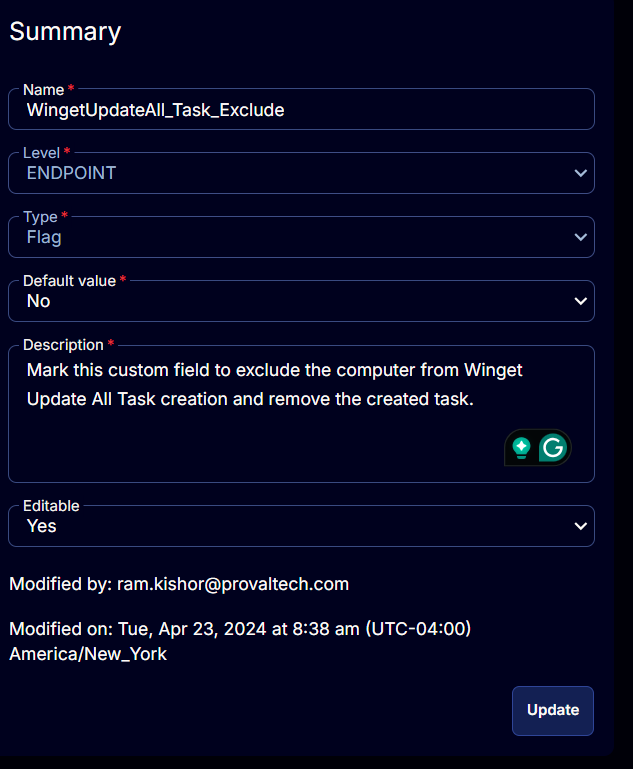 Summary
Name *
WingetUpdateAll_Task_Exclude
Level *
ENDPOINT
Type *
Flag
Default value *
No
Description *
Mark this custom field to exclude the computer from Winget
Update All Task creation and remove the created task.
G
Editable
Yes
Modified by: ram.kishor@provaltech.com
Modified on: Tue, Apr 23, 2024 at 8:38 am (UTC-04:00)
America/New_York
Update